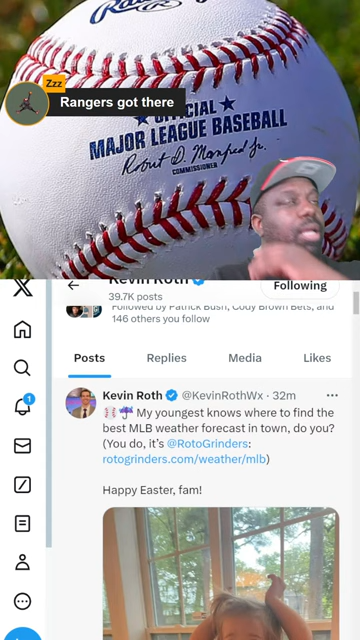 Rawlings
Zzz
Rangers got there
OFFICIAL
MAJOR LEAGUE BASEBALL
Robert D. Manfred Jr.
COMMISSIONER
Kevin Roth
39.7K posts
Following
Followed by Patrick Bush, Cody Brown Bets, and
146 others you follow
Posts
Replies
Media
Likes
1
Kevin Roth @KevinRothWx · 32m
⚾☔ My youngest knows where to find the
best MLB weather forecast in town, do you?
(You do, it's @RotoGrinders:
rotogrinders.com/weather/mlb)
Happy Easter, fam!